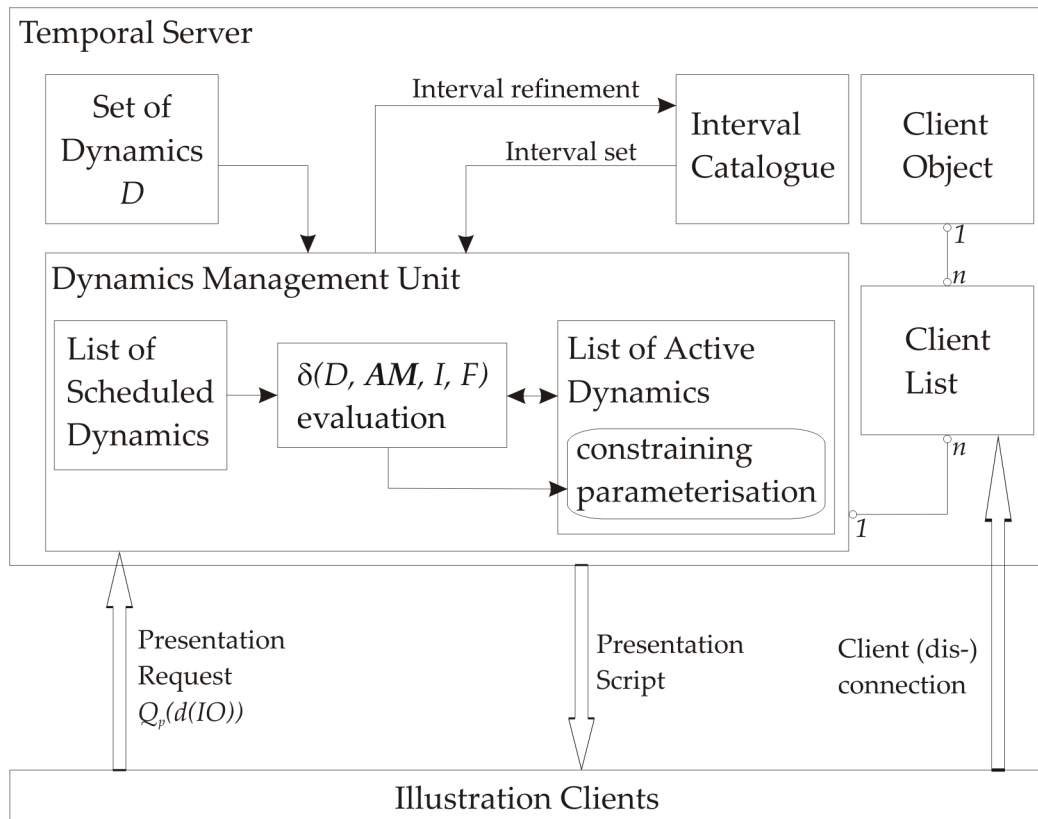 Temporal Server
Set of
Dynamics
D
Interval refinement
Interval set
Interval
Catalogue
Client
Object
1
n
Client
List
n
1
Dynamics Management Unit
List of
Scheduled
Dynamics
δ(D, AM, I, F)
evaluation
List of Active
Dynamics
constraining
parameterisation
Presentation
Request
Qp(d(IO))
Presentation
Script
Client (dis-)
connection
Illustration Clients